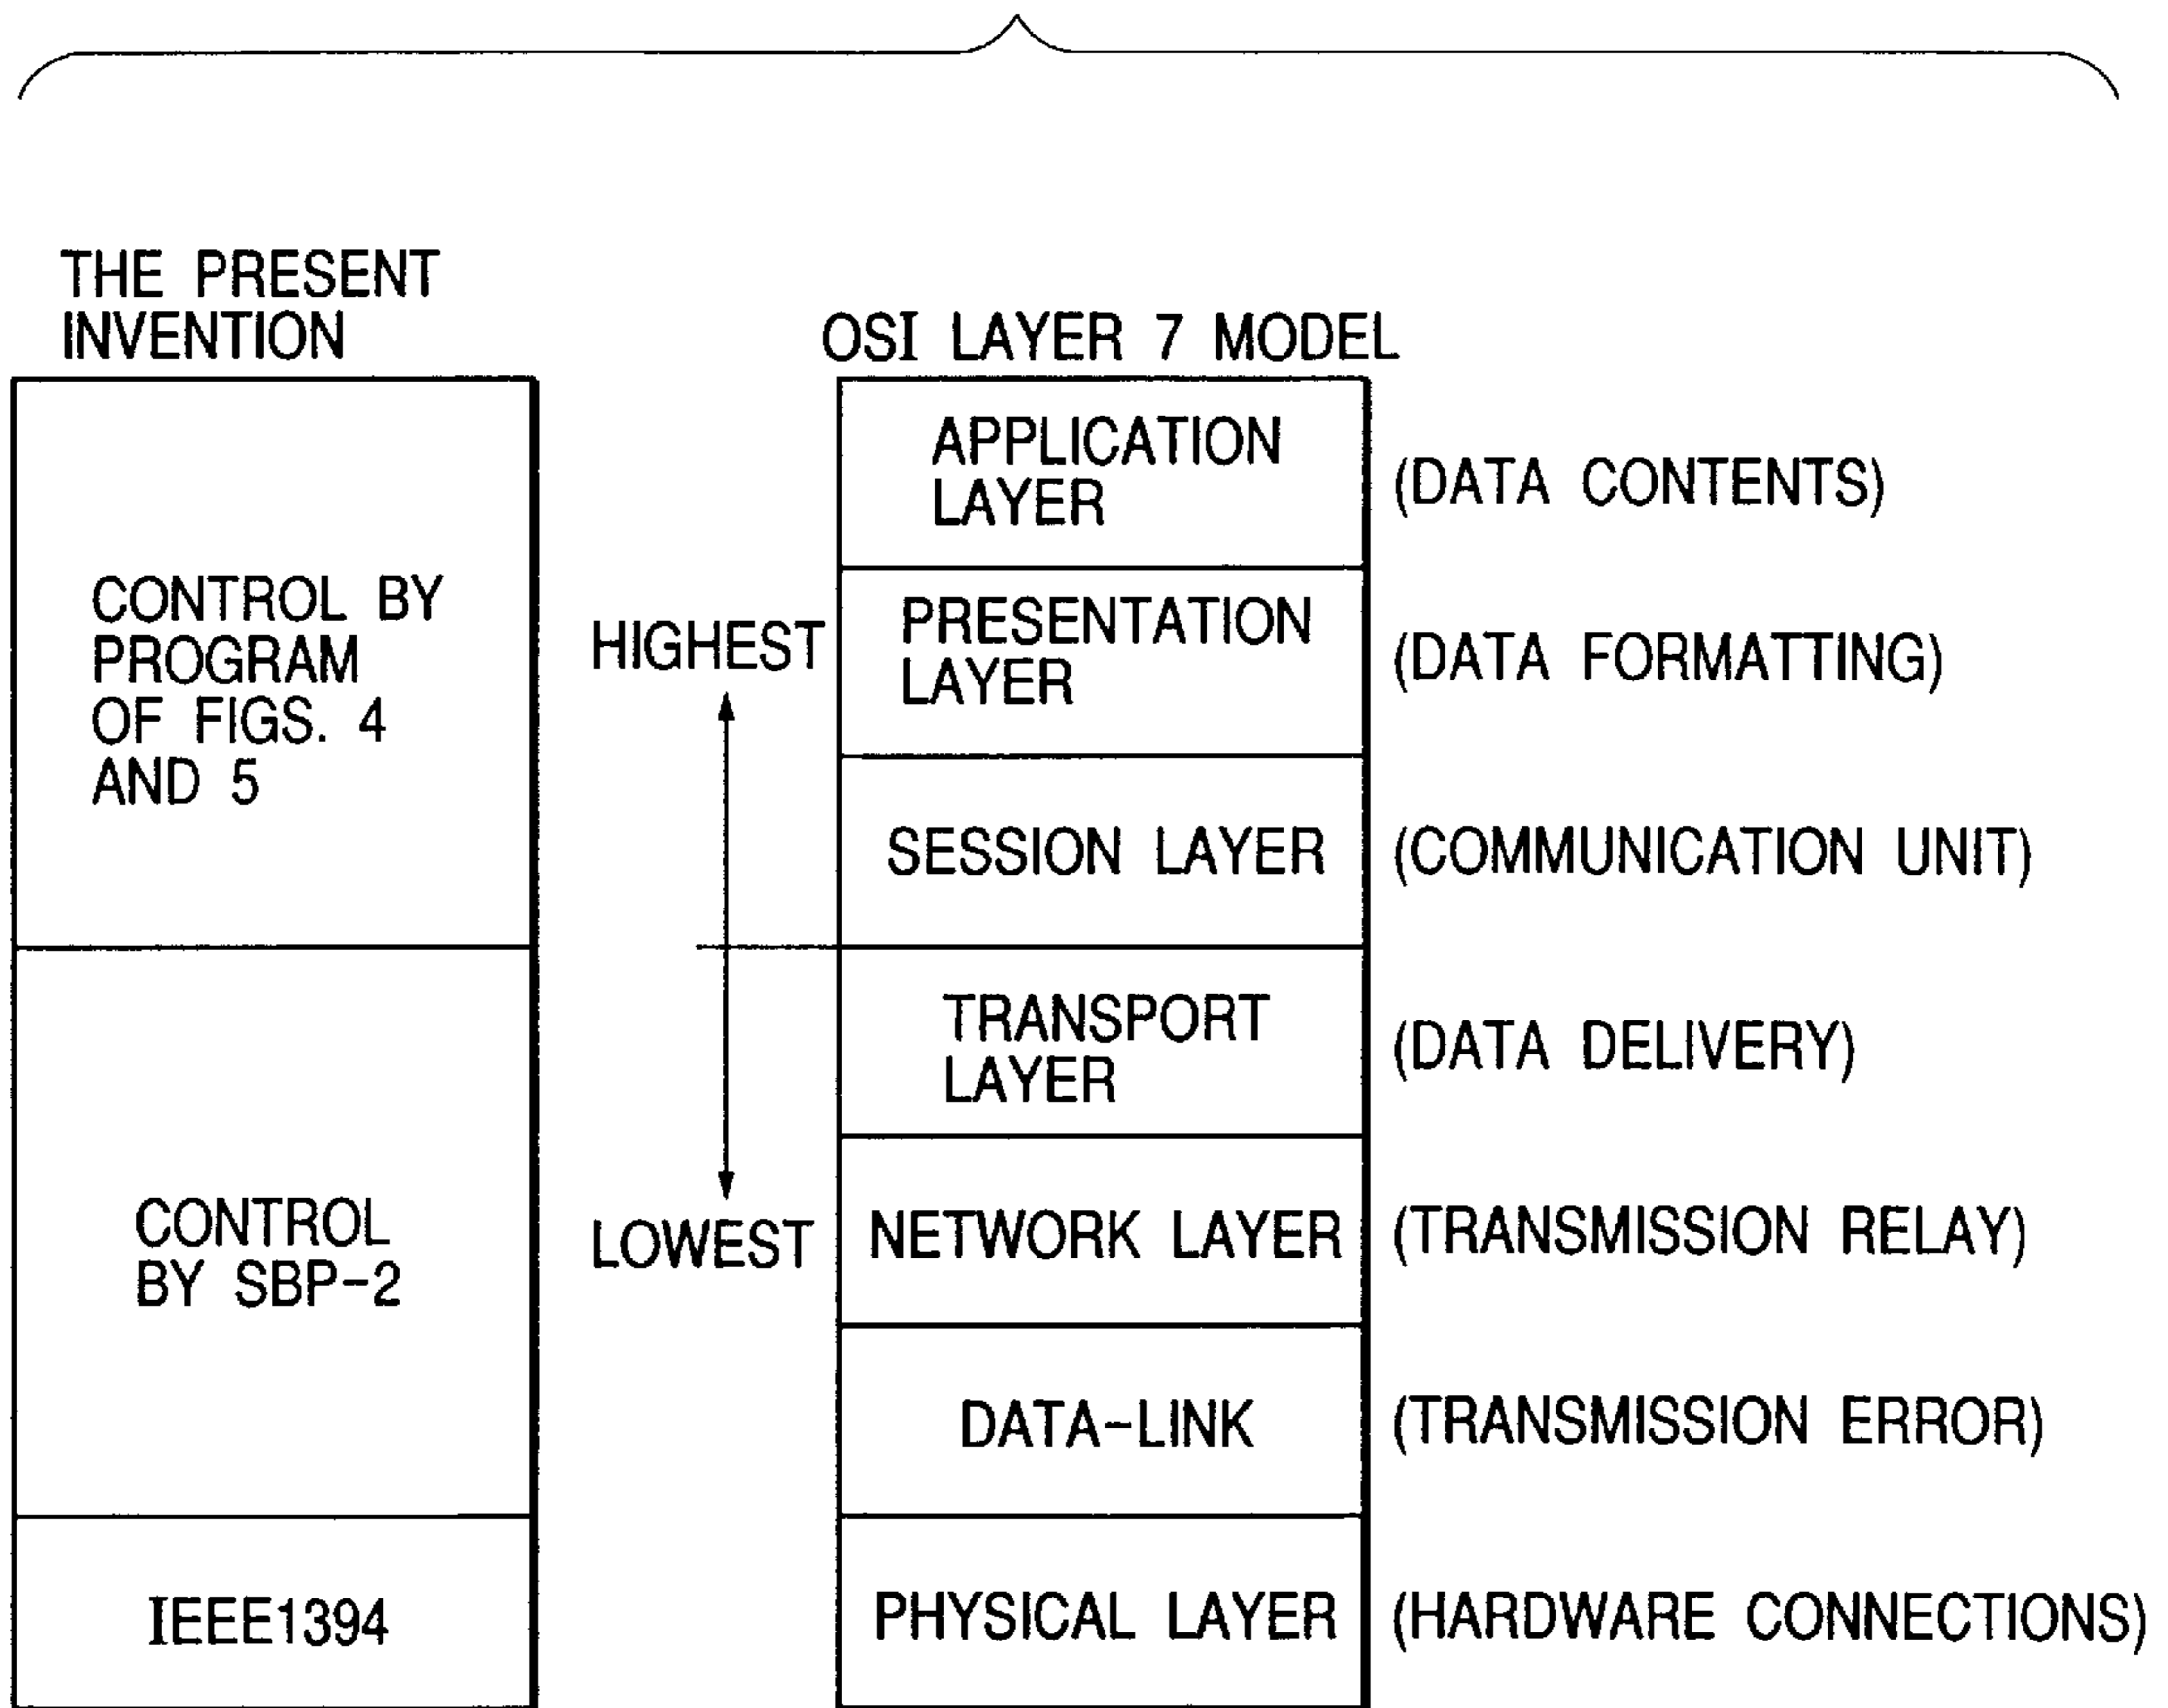 THE PRESENT
INVENTION
CONTROL BY
PROGRAM
OF FIGS. 4
AND 5
CONTROL
BY SBP-2
IEEE1394
HIGHEST
LOWEST
OSI LAYER 7 MODEL
APPLICATION
LAYER
(DATA CONTENTS)
PRESENTATION
LAYER
(DATA FORMATTING)
SESSION LAYER
(COMMUNICATION UNIT)
TRANSPORT
LAYER
(DATA DELIVERY)
NETWORK LAYER
(TRANSMISSION RELAY)
DATA-LINK
(TRANSMISSION ERROR)
PHYSICAL LAYER
(HARDWARE CONNECTIONS)